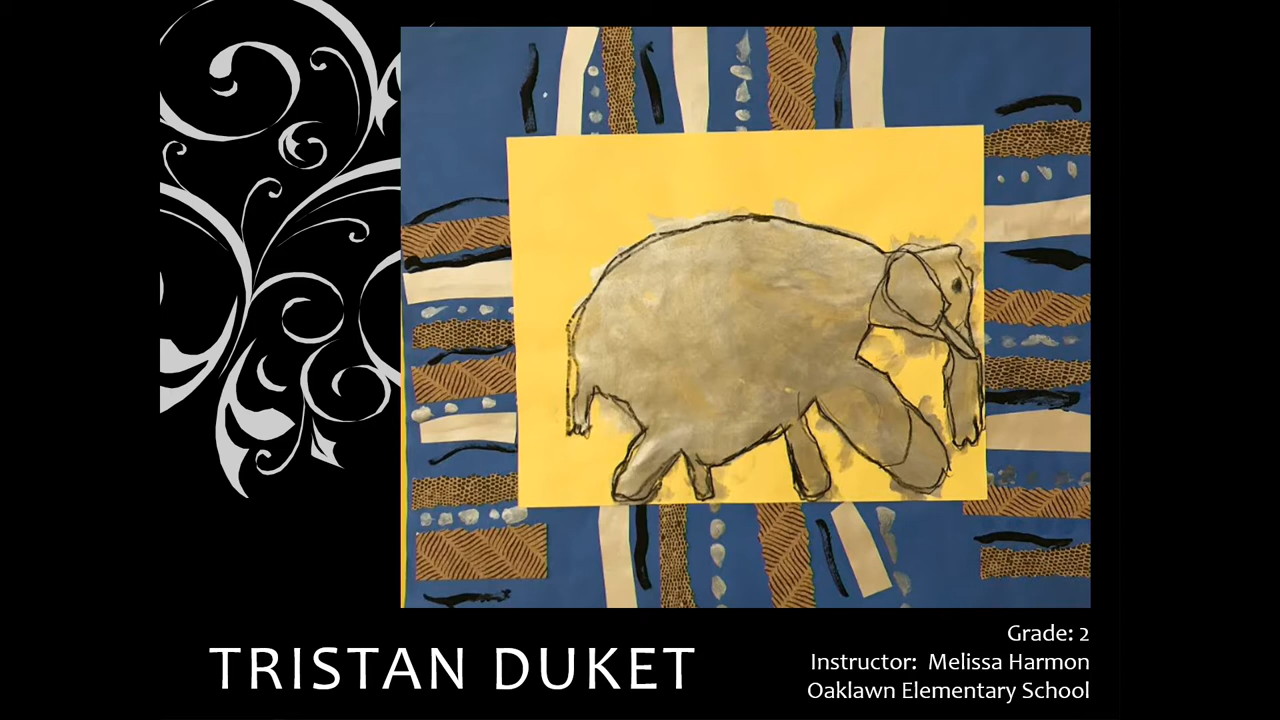 TRISTAN DUKET
Grade: 2
Instructor: Melissa Harmon
Oaklawn Elementary School